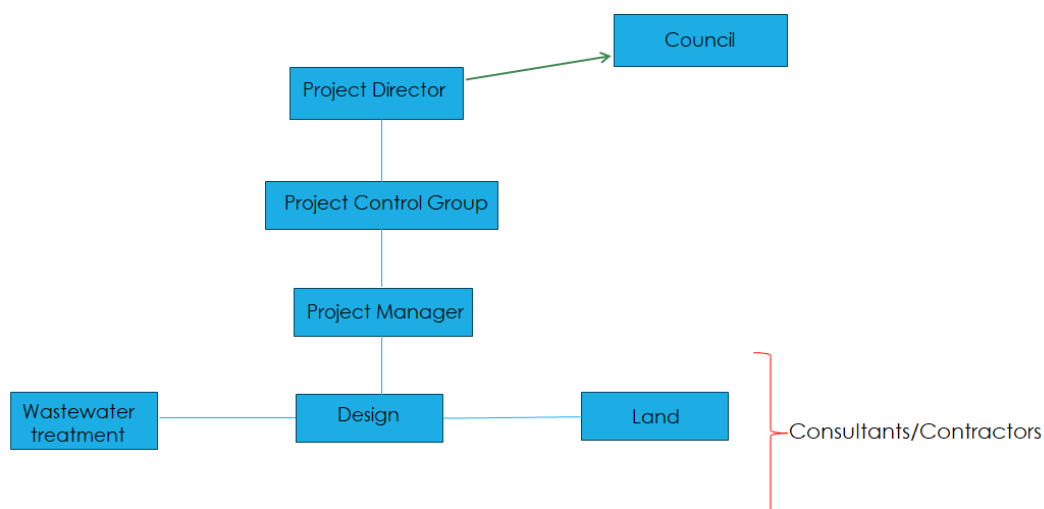 Council
Project Director
Project Control Group
Project Manager
Wastewater
treatment
Design
Land
Consultants/Contractors